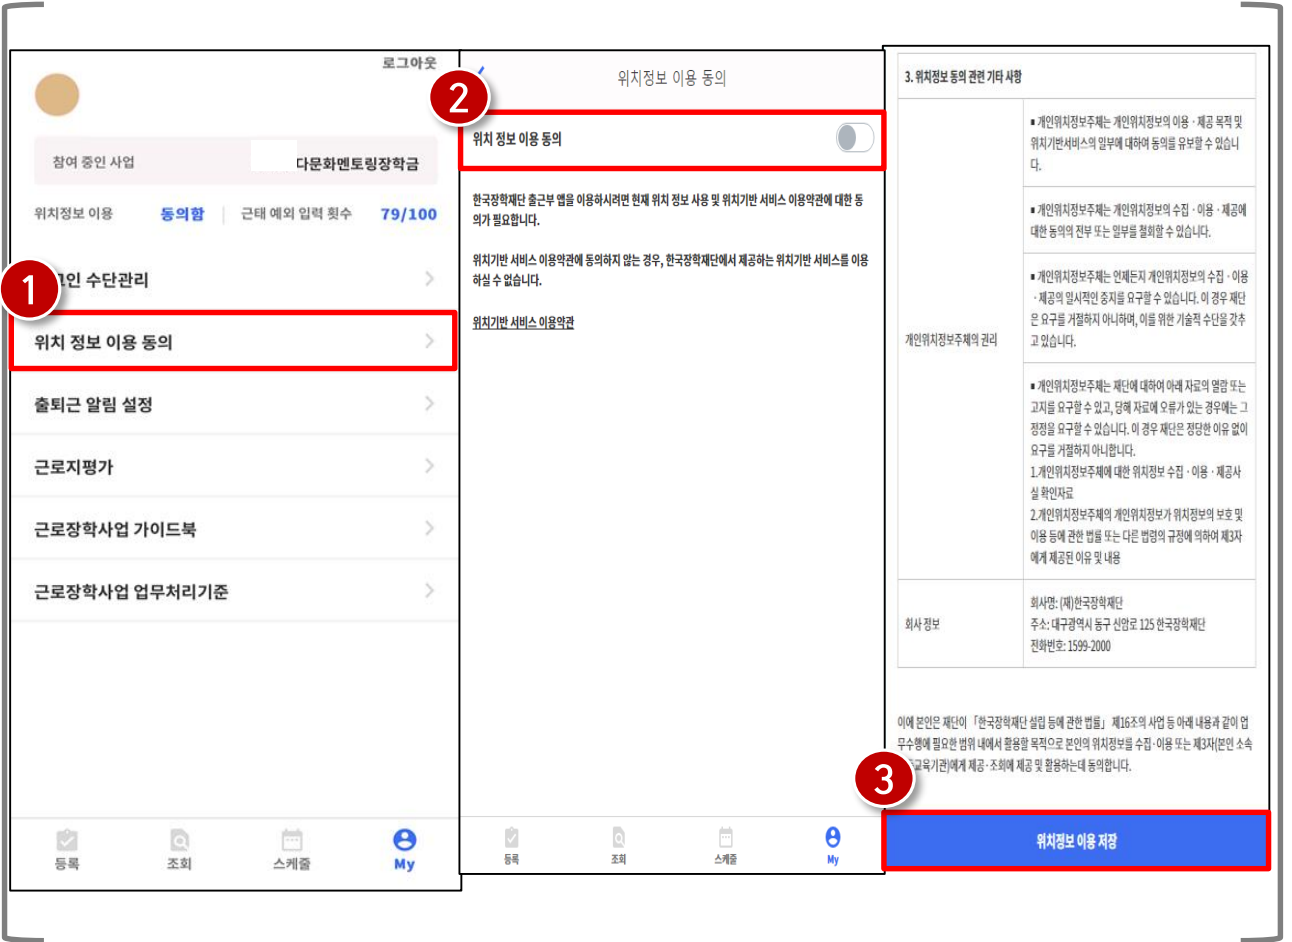 로그아웃
참여 중인 사업
다문화멘토링장학금
위치정보 이용 동의함 근태 예외 입력 횟수 79/100
1
그인 수단관리
위치 정보 이용 동의
출퇴근 알림 설정
근로지평가
근로장학사업 가이드북
근로장학사업 업무처리기준
등록 조회 스케줄 My
위치정보 이용 동의
2
위치 정보 이용 동의
한국장학재단 출근부 앱을 이용하시려면 현재 위치 정보 사용 및 위치기반 서비스 이용약관에 대한 동
의가 필요합니다.
위치기반 서비스 이용약관에 동의하지 않는 경우, 한국장학재단에서 제공하는 위치기반 서비스를 이용
하실 수 없습니다.
위치기반 서비스 이용약관
등록 조회 스케줄 My
3. 위치정보 동의 관련 기타 사항
개인위치정보주체의 권리
▪ 개인위치정보주체는 개인위치정보의 이용 · 제공 목적 및
위치기반서비스의 일부에 대하여 동의를 유보할 수 있습니
다.
▪ 개인위치정보주체는 개인위치정보의 수집 · 이용 · 제공에
대한 동의의 전부 또는 일부를 철회할 수 있습니다.
▪ 개인위치정보주체는 언제든지 개인위치정보의 수집 · 이용
· 제공의 일시적인 중지를 요구할 수 있습니다. 이 경우 재단
은 요구를 거절하지 아니하며, 이를 위한 기술적 수단을 갖추
고 있습니다.
▪ 개인위치정보주체는 재단에 대하여 아래 자료의 열람 또는
고지를 요구할 수 있고, 당해 자료에 오류가 있는 경우에는 그
정정을 요구할 수 있습니다. 이 경우 재단은 정당한 이유 없이
요구를 거절하지 아니합니다.
1.개인위치정보주체에 대한 위치정보 수집 · 이용 · 제공사
실 확인자료
2.개인위치정보주체의 개인위치정보가 위치정보의 보호 및
이용 등에 관한 법률 또는 다른 법령의 규정에 의하여 제3자
에게 제공된 이유 및 내용
회사 정보
회사명: (재)한국장학재단
주소: 대구광역시 동구 신암로 125 한국장학재단
전화번호: 1599-2000
이에 본인은 재단이 「한국장학재단 설립 등에 관한 법률」 제16조의 사업 등 아래 내용과 같이 업
무수행에 필요한 범위 내에서 활용할 목적으로 본인의 위치정보를 수집·이용 또는 제3자(본인 소속
교육기관)에게 제공·조회에 제공 및 활용하는데 동의합니다.
3
위치정보 이용 저장